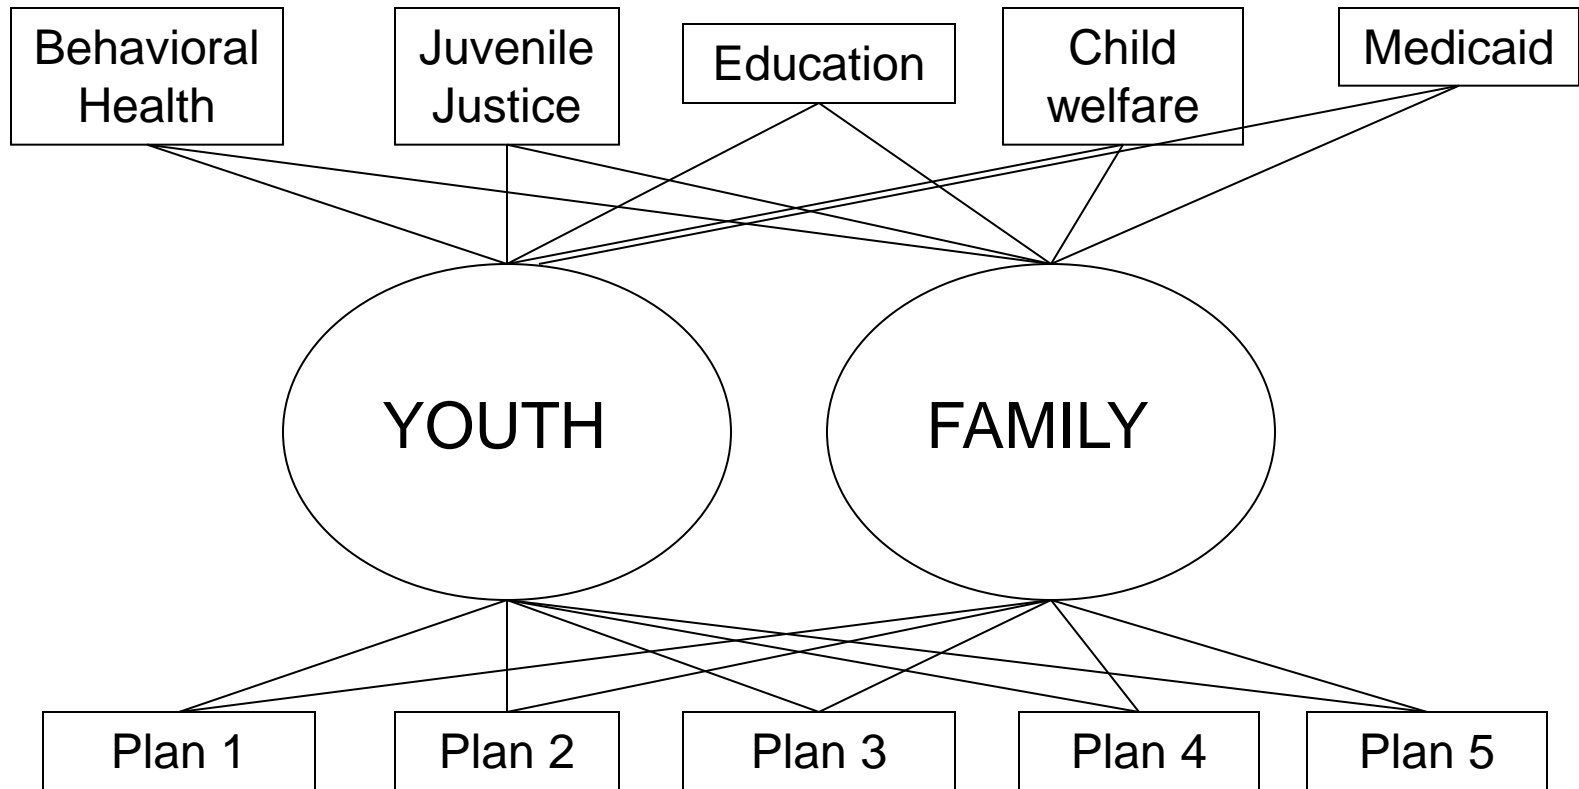 Behavioral
Health
Juvenile
Justice
Education
Child
welfare
Medicaid
YOUTH
FAMILY
Plan 1
Plan 2
Plan 3
Plan 4
Plan 5